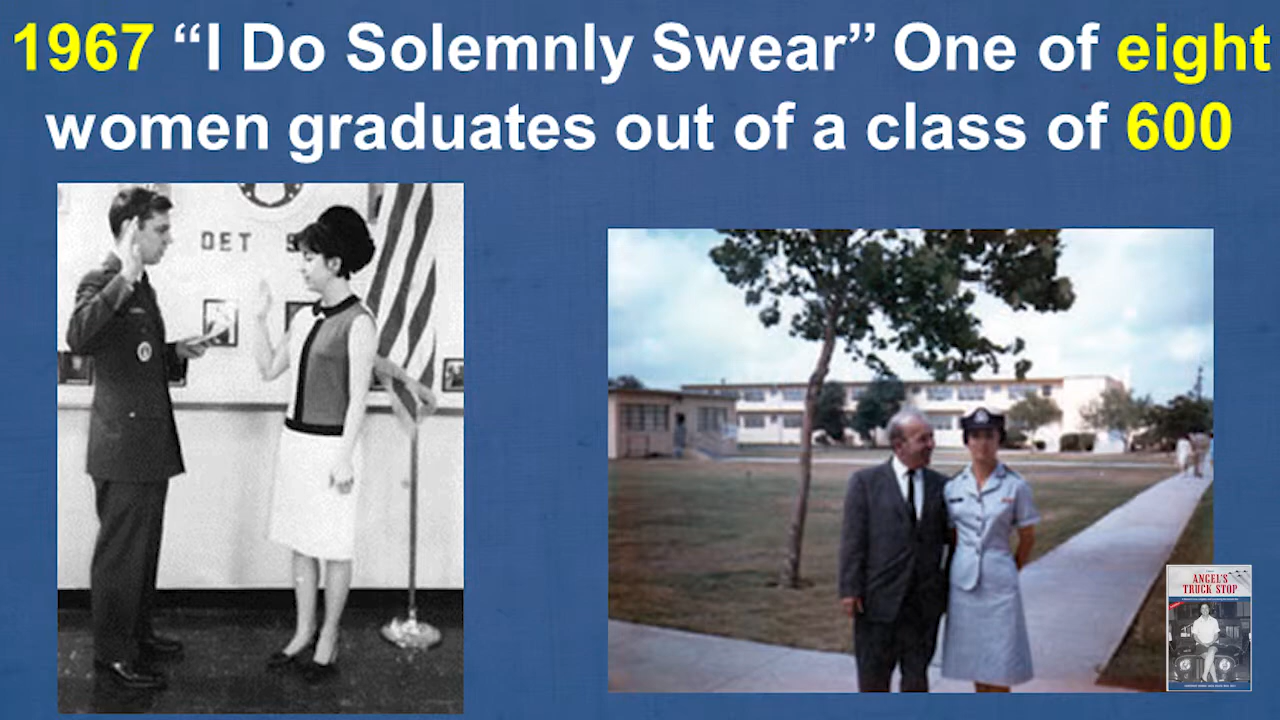 1967 “I Do Solemnly Swear” One of eight
women graduates out of a class of 600
DET
ANGEL'S
TRUCK STOP